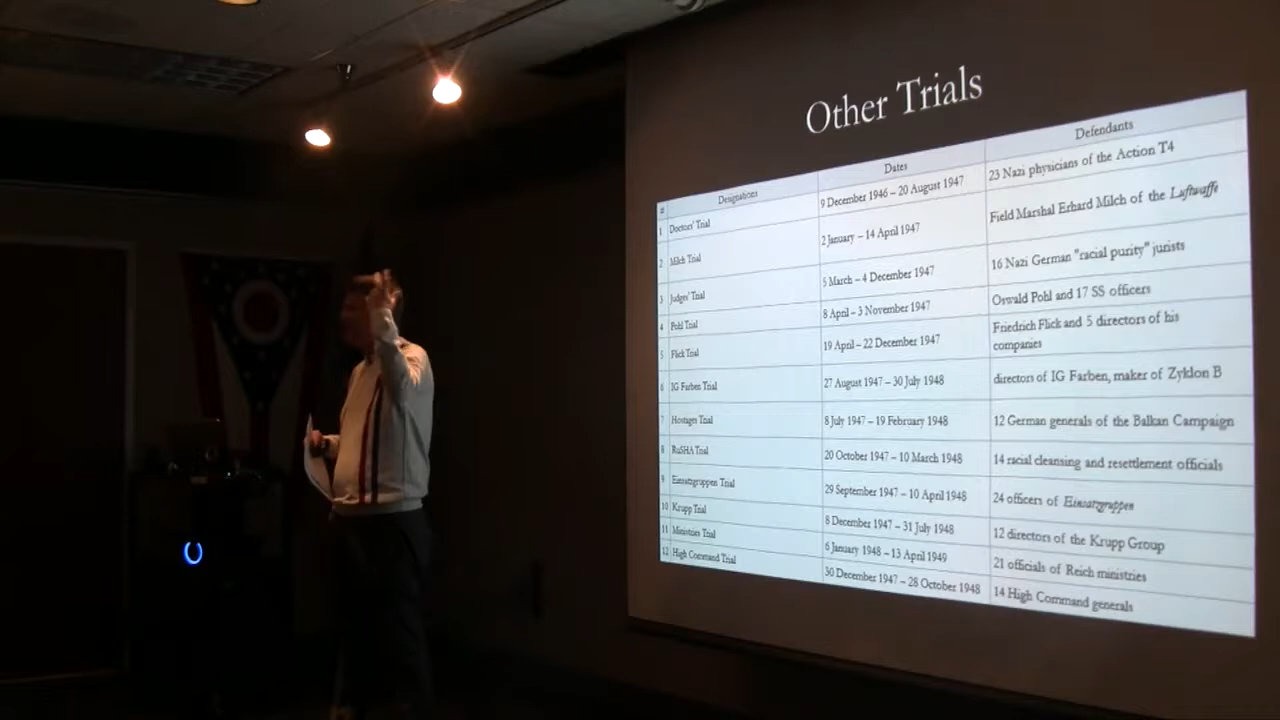 Other Trials
# Designations Dates Defendants
1 Doctors' Trial 9 December 1946 – 20 August 1947 23 Nazi physicians of the Action T4
2 Milch Trial 2 January – 14 April 1947 Field Marshal Erhard Milch of the Luftwaffe
3 Judges' Trial 5 March – 4 December 1947 16 Nazi German "racial purity" jurists
4 Pohl Trial 8 April – 3 November 1947 Oswald Pohl and 17 SS officers
5 Flick Trial 19 April – 22 December 1947 Friedrich Flick and 5 directors of his
companies
6 IG Farben Trial 27 August 1947 – 30 July 1948 directors of IG Farben, maker of Zyklon B
7 Hostages Trial 8 July 1947 – 19 February 1948 12 German generals of the Balkan Campaign
8 RuSHA Trial 20 October 1947 – 10 March 1948 14 racial cleansing and resettlement officials
9 Einsatzgruppen Trial 29 September 1947 – 10 April 1948 24 officers of Einsatzgruppen
10 Krupp Trial 8 December 1947 – 31 July 1948 12 directors of the Krupp Group
11 Ministries Trial 6 January 1948 – 13 April 1949 21 officials of Reich ministries
12 High Command Trial 30 December 1947 – 28 October 1948 14 High Command generals